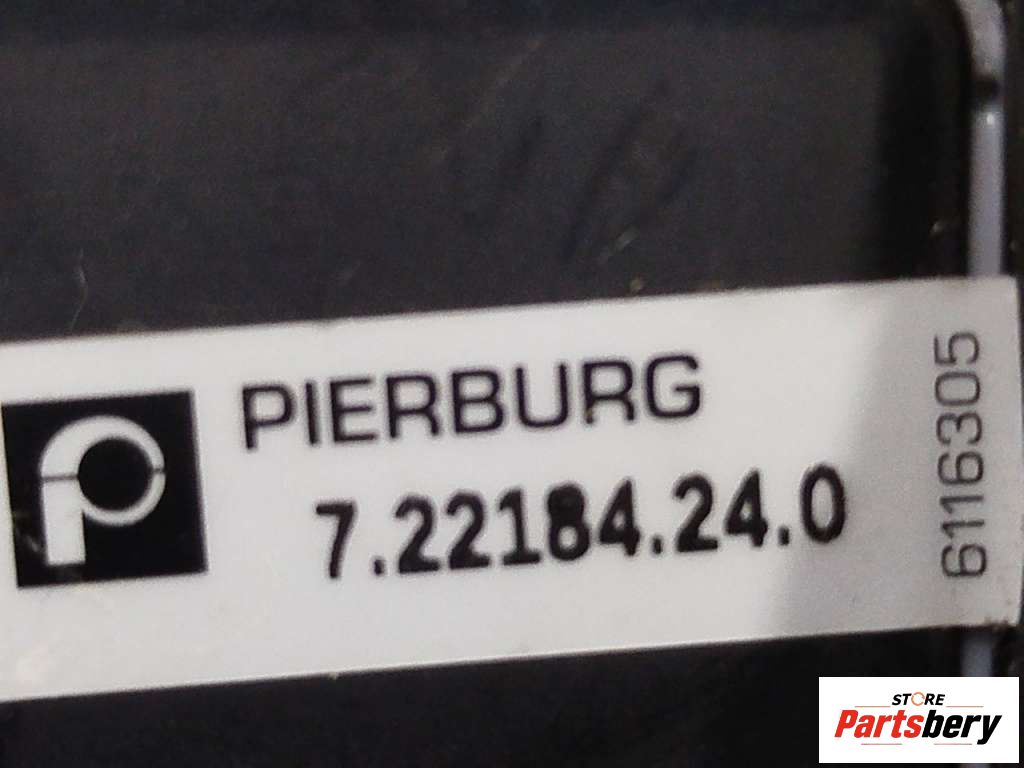 PIERBURG
7.22184.24.0
6116305
STORE
Partsbery